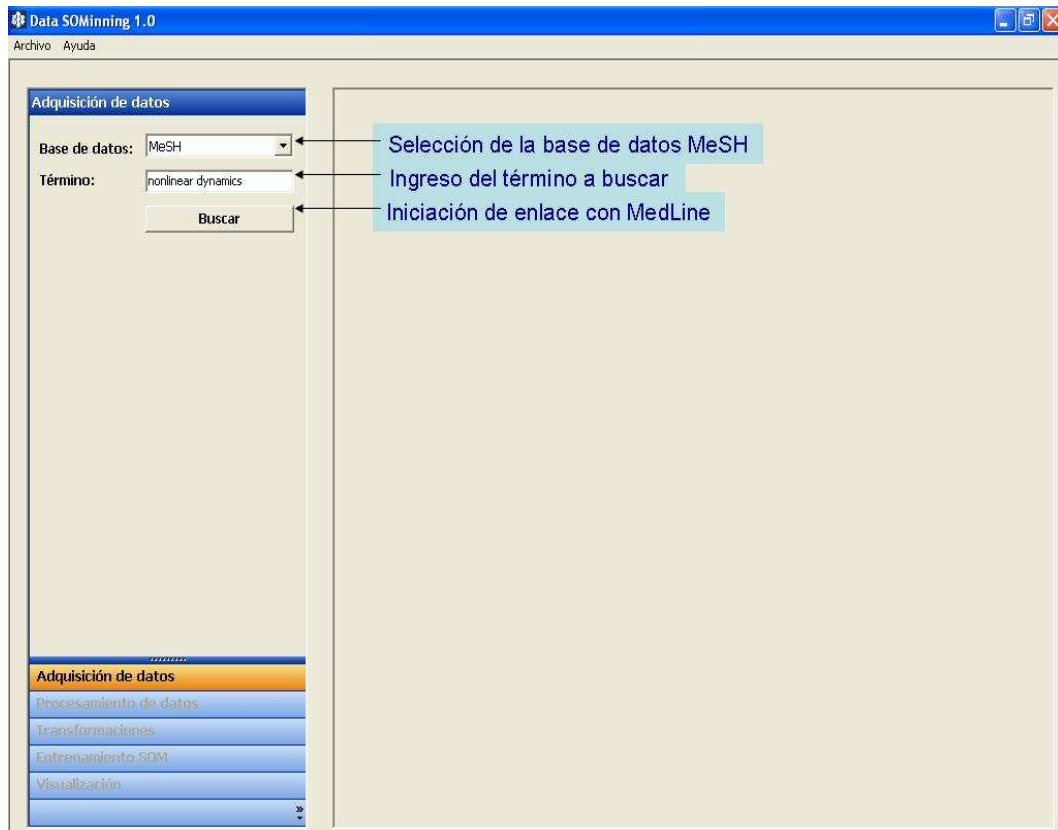 Data SOMinning 1.0
Archivo Ayuda
Adquisición de datos
Base de datos: MeSH
Selección de la base de datos MeSH
Término: nonlinear dynamics
Ingreso del término a buscar
Buscar
Iniciación de enlace con MedLine
Adquisición de datos
Procesamiento de datos
Transformaciones
Entrenamiento SOM
Visualización